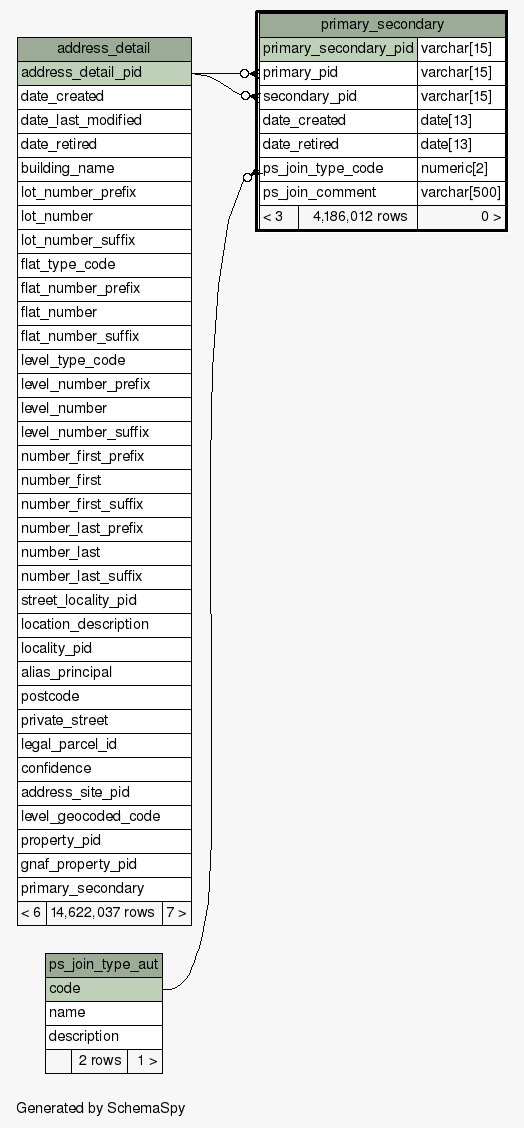 address_detail
address_detail_pid
date_created
date_last_modified
date_retired
building_name
lot_number_prefix
lot_number
lot_number_suffix
flat_type_code
flat_number_prefix
flat_number
flat_number_suffix
level_type_code
level_number_prefix
level_number
level_number_suffix
number_first_prefix
number_first
number_first_suffix
number_last_prefix
number_last
number_last_suffix
street_locality_pid
location_description
locality_pid
alias_principal
postcode
private_street
legal_parcel_id
confidence
address_site_pid
level_geocoded_code
property_pid
gnaf_property_pid
primary_secondary
< 6 14,622,037 rows 7 >
primary_secondary
primary_secondary_pid varchar[15]
primary_pid varchar[15]
secondary_pid varchar[15]
date_created date[13]
date_retired date[13]
ps_join_type_code numeric[2]
ps_join_comment varchar[500]
< 3 4,186,012 rows 0 >
ps_join_type_aut
code
name
description
2 rows 1 >
Generated by SchemaSpy